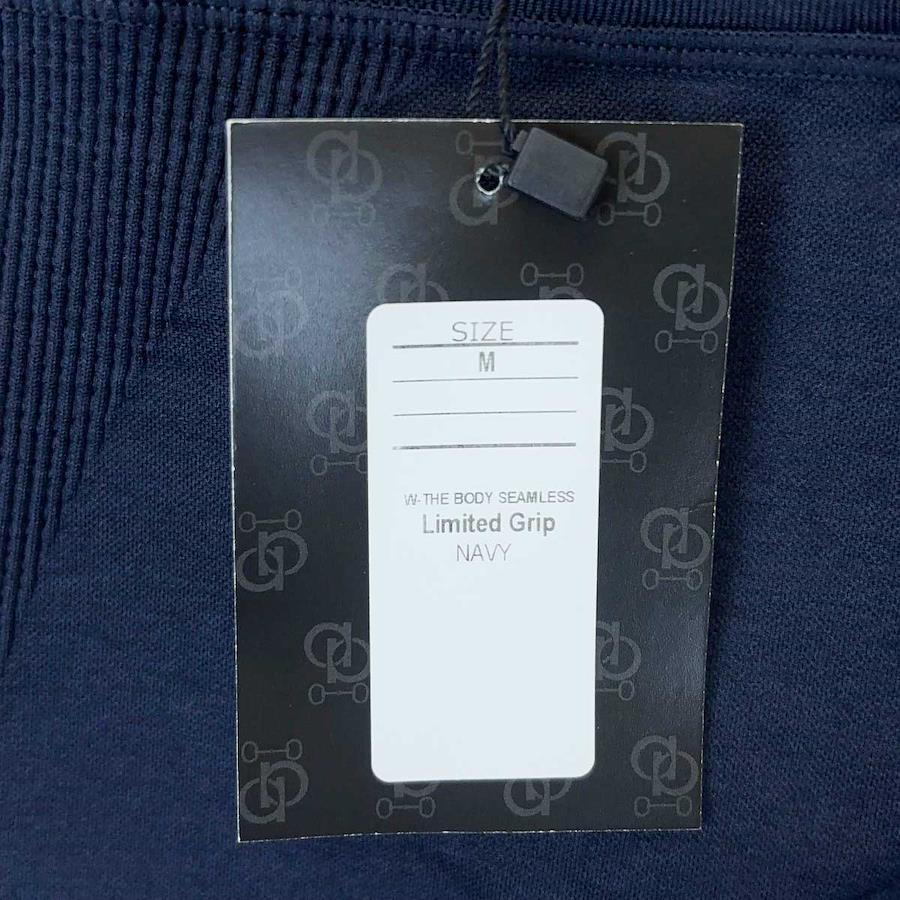 SIZE
M
W-THE BODY SEAMLESS
Limited Grip
NAVY